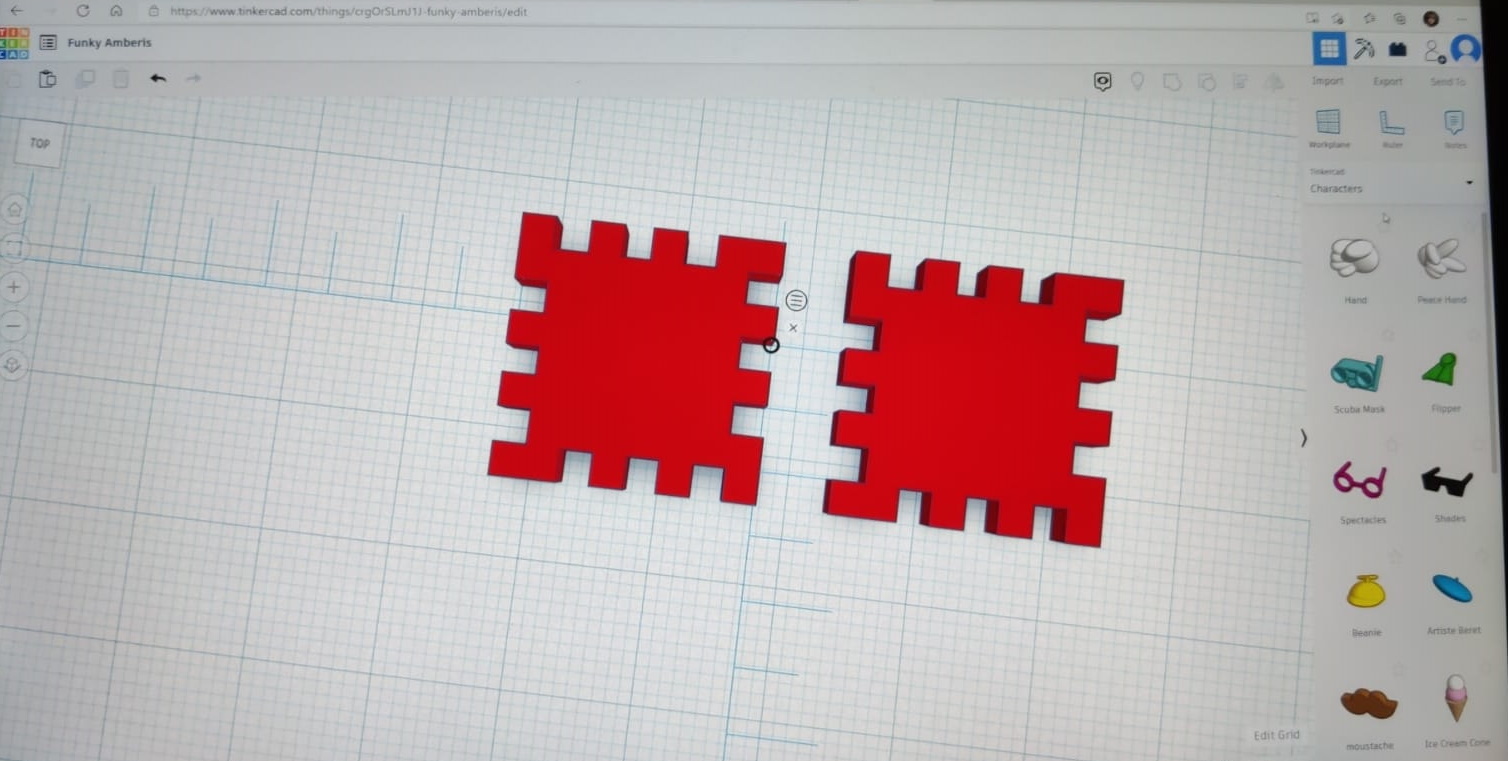 https://www.tinkercad.com/things/crgOrSLmJ1J-funky-amberis/edit
TIN
KER
CAD
Funky Amberis
Import
Export
Send To
TOP
Workplane
Ruler
Notes
Tinkercad
Characters
Hand
Peace Hand
Scuba Mask
Flipper
Spectacles
Shades
Beanie
Artiste Beret
moustache
Ice Cream Cone
Edit Grid